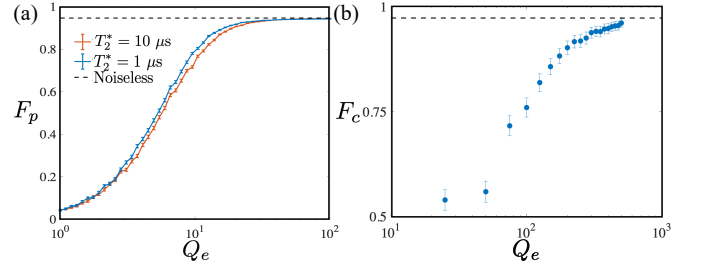 (a)
1
0.8
0.6
0.4
0.2
0
F_p
T_2^* = 10 μs
T_2^* = 1 μs
Noiseless
10^0
10^1
10^2
Q_e
(b)
1
0.75
0.5
F_c
10^1
10^2
10^3
Q_e